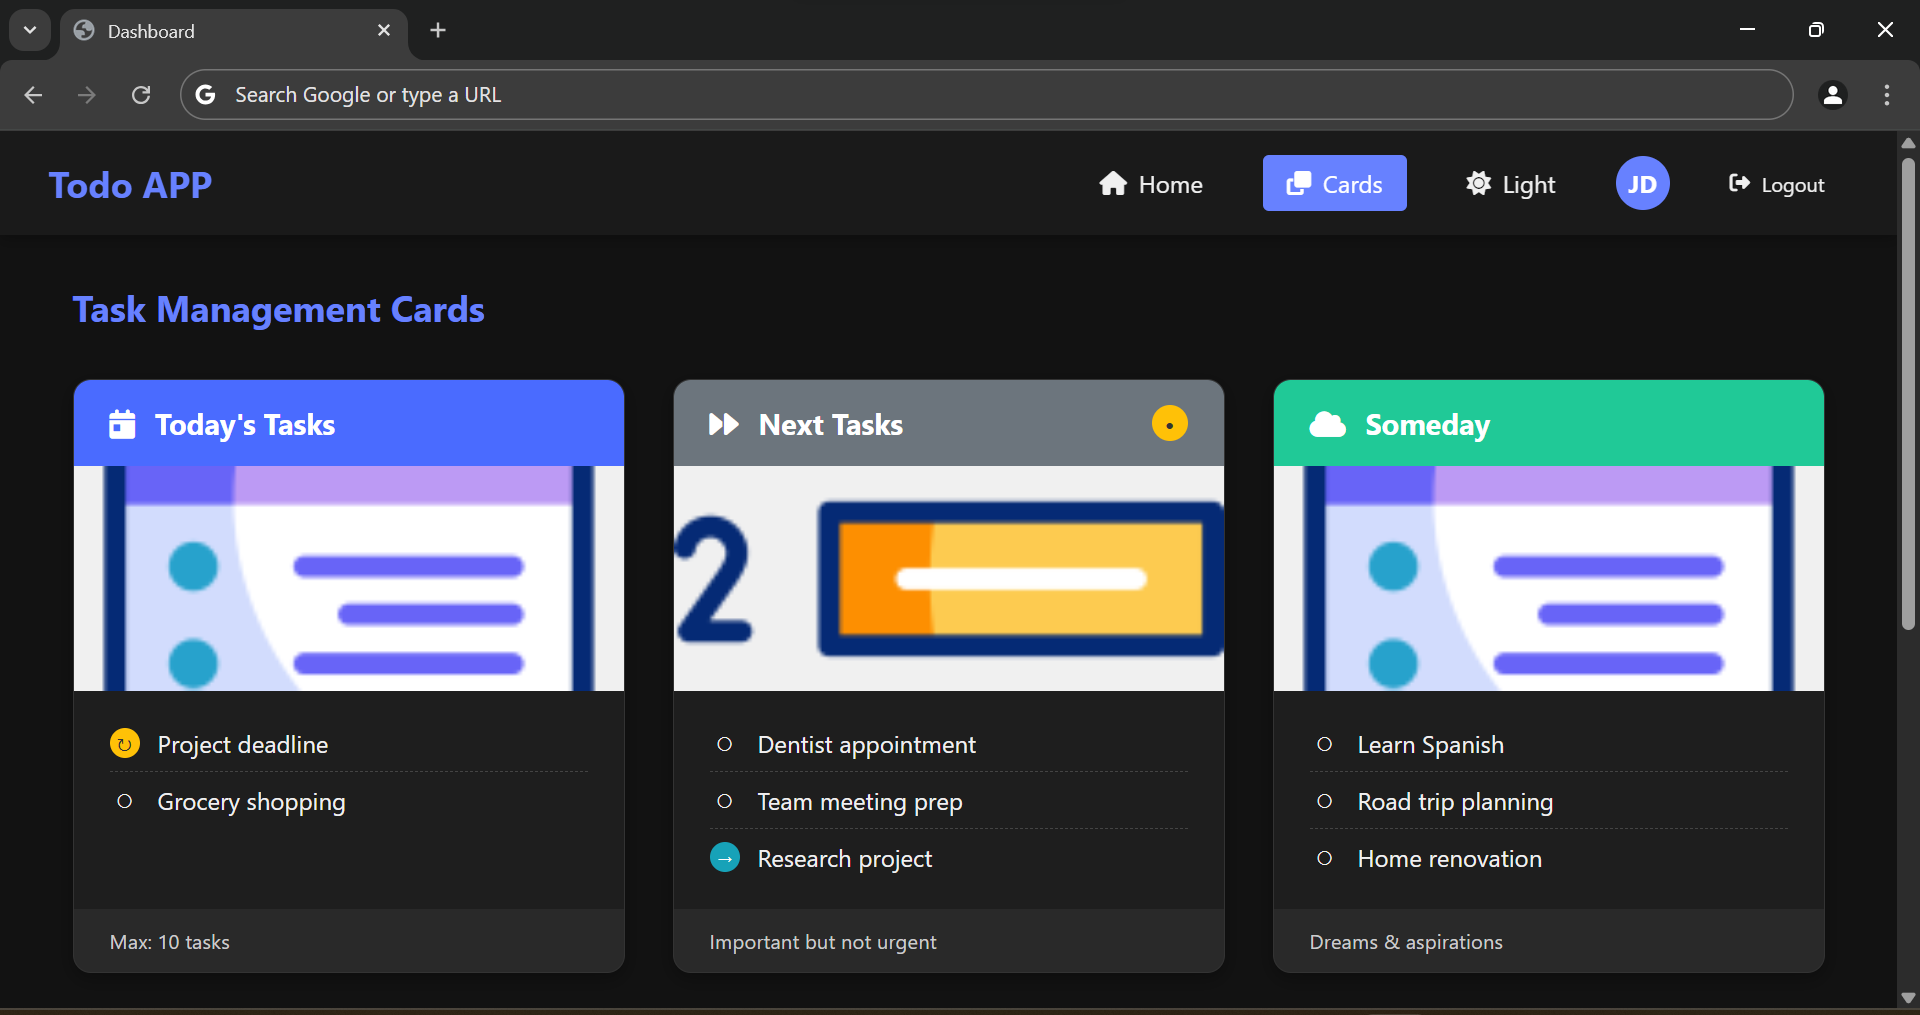 Dashboard
Search Google or type a URL
Todo APP
Home
Cards
Light
JD
Logout
Task Management Cards
Today's Tasks
Project deadline
Grocery shopping
Max: 10 tasks
Next Tasks
2
Dentist appointment
Team meeting prep
Research project
Important but not urgent
Someday
Learn Spanish
Road trip planning
Home renovation
Dreams & aspirations